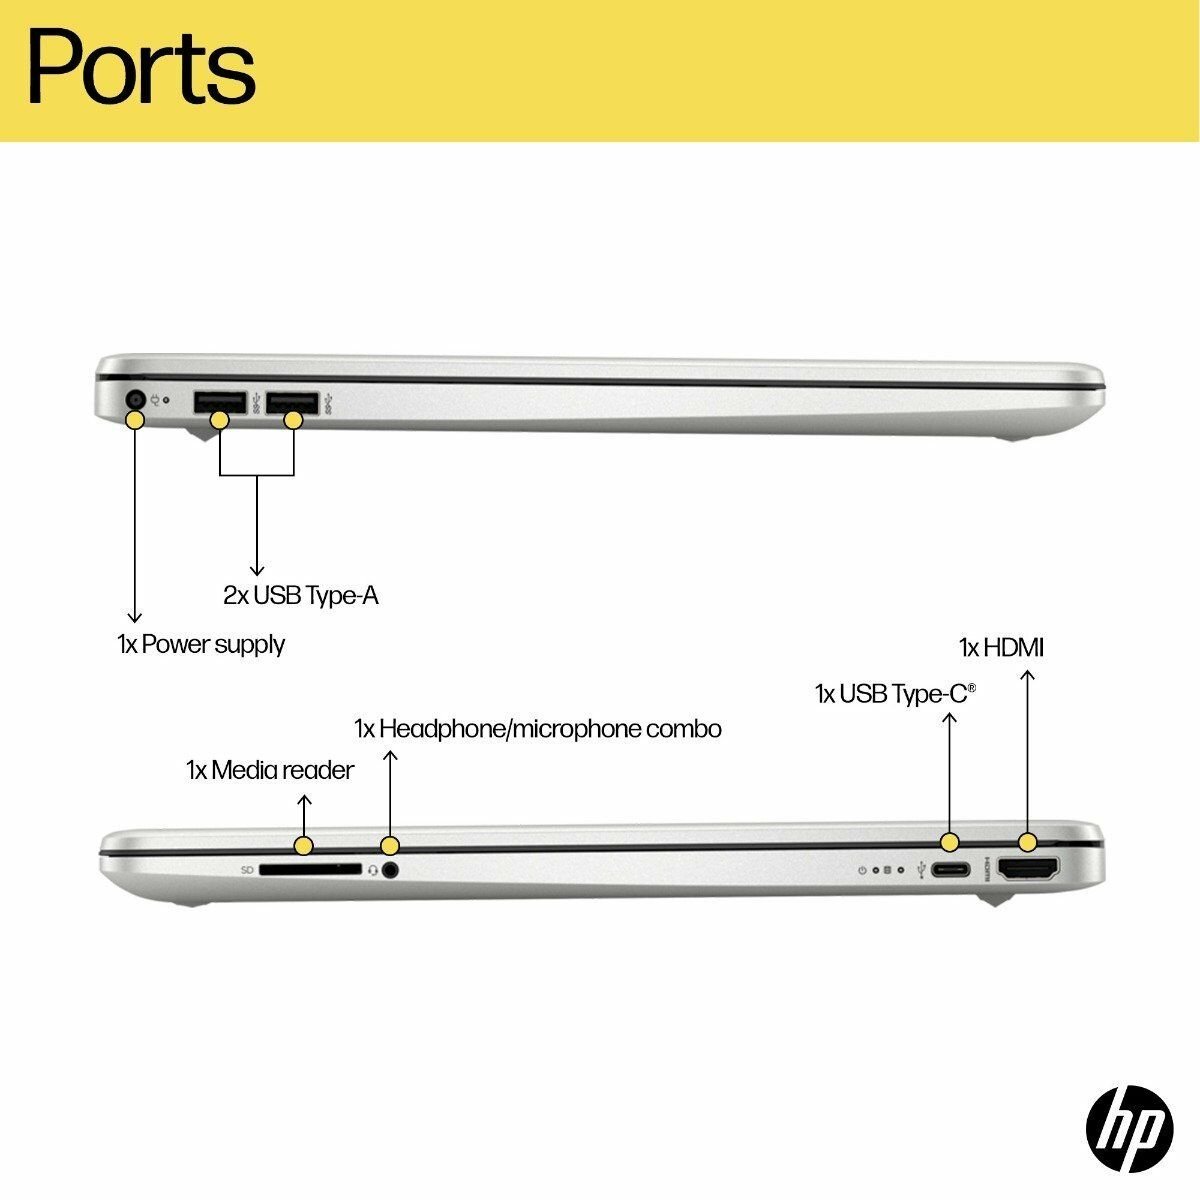 Ports
2x USB Type-A
1x Power supply
1x HDMI
1x USB Type-C®
1x Headphone/microphone combo
1x Media reader
SD
HDMI
hp